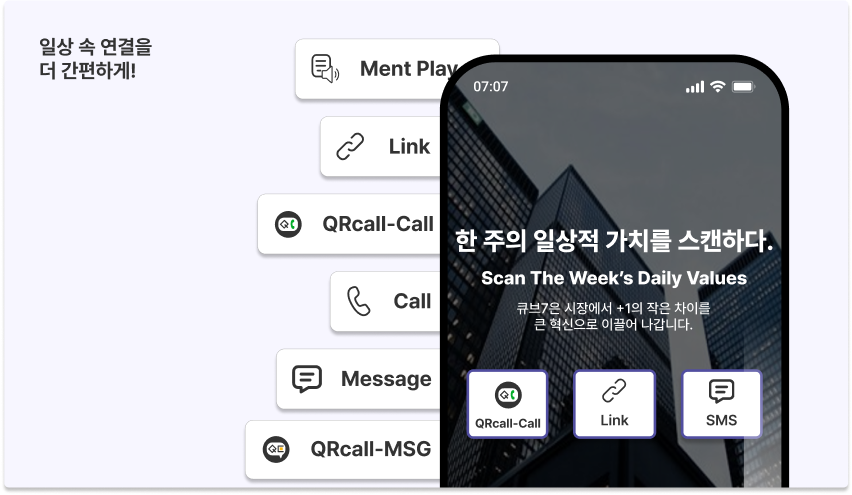 일상 속 연결을
더 간편하게!
Ment Play
Link
QRcall-Call
Call
Message
QRcall-MSG
07:07
한 주의 일상적 가치를 스캔하다.
Scan The Week's Daily Values
큐브7은 시장에서 +1의 작은 차이를
큰 혁신으로 이끌어 나갑니다.
QRcall-Call
Link
SMS